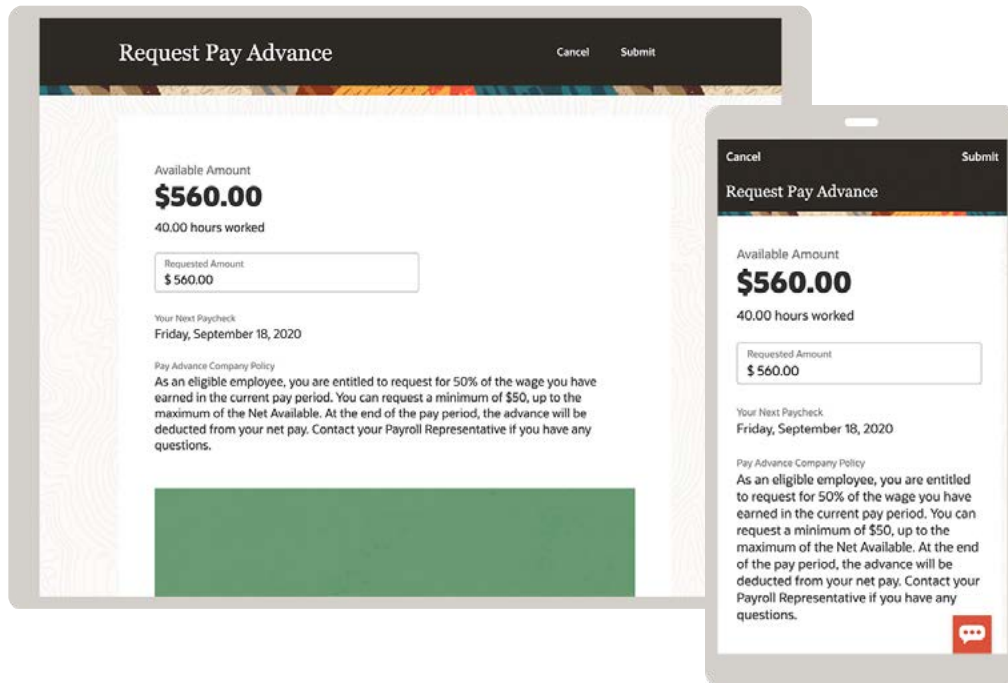 Request Pay Advance
Cancel Submit
Available Amount
$560.00
40.00 hours worked
Requested Amount
$ 560.00
Your Next Paycheck
Friday, September 18, 2020
Pay Advance Company Policy
As an eligible employee, you are entitled to request for 50% of the wage you have
earned in the current pay period. You can request a minimum of $50, up to the
maximum of the Net Available. At the end of the pay period, the advance will be
deducted from your net pay. Contact your Payroll Representative if you have any
questions.
Cancel Submit
Request Pay Advance
Available Amount
$560.00
40.00 hours worked
Requested Amount
$ 560.00
Your Next Paycheck
Friday, September 18, 2020
Pay Advance Company Policy
As an eligible employee, you are entitled
to request for 50% of the wage you have
earned in the current pay period. You can
request a minimum of $50, up to the
maximum of the Net Available. At the end
of the pay period, the advance will be
deducted from your net pay. Contact your
Payroll Representative if you have any
questions.